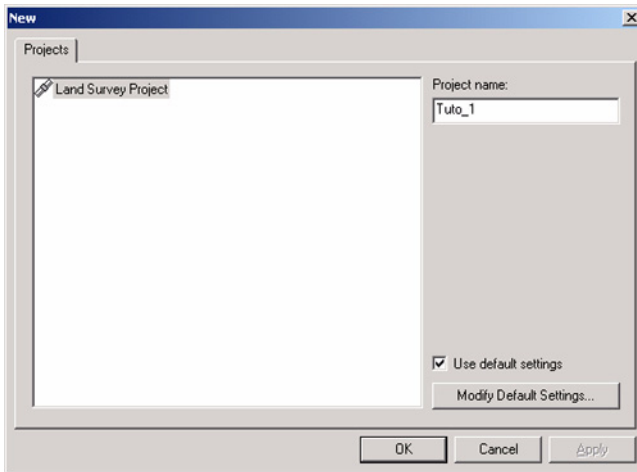 New
Projects
Land Survey Project
Project name:
Tuto_1
Use default settings
Modify Default Settings...
OK
Cancel
Apply